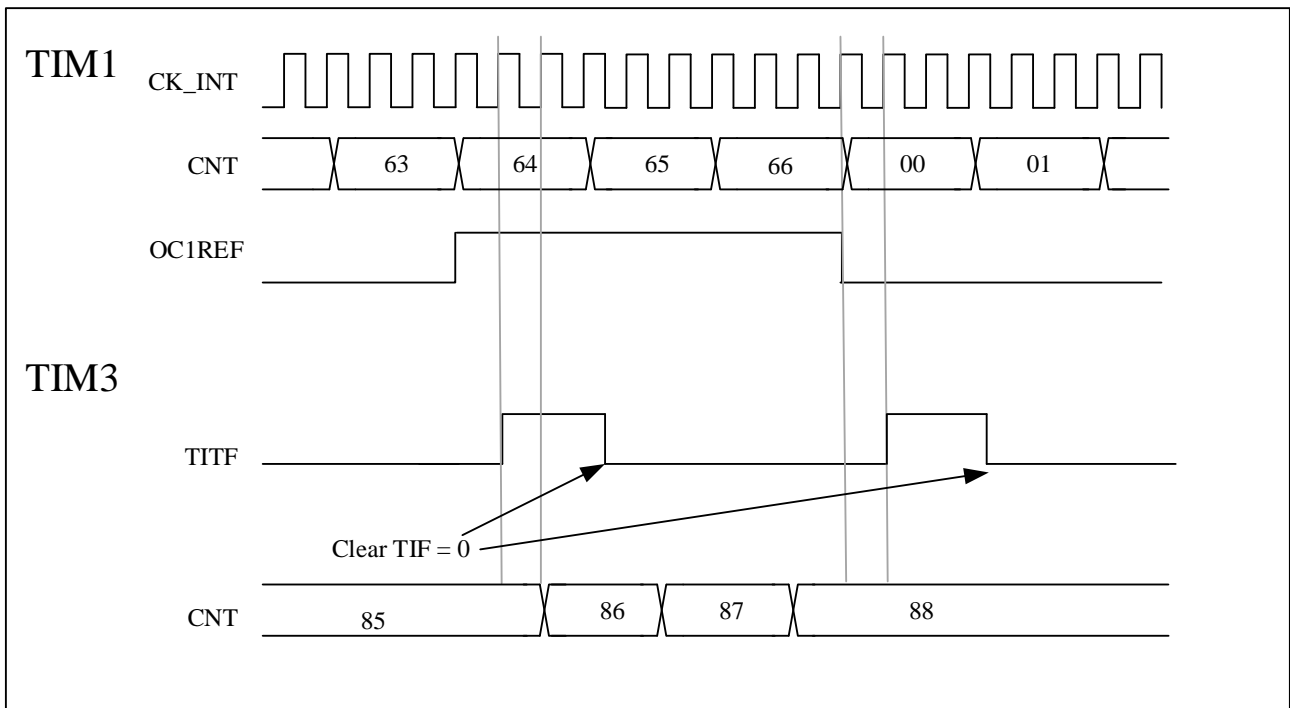 TIM1
CK_INT
CNT 63 64 65 66 00 01
OC1REF
TIM3
TITF
Clear TIF = 0
CNT 85 86 87 88